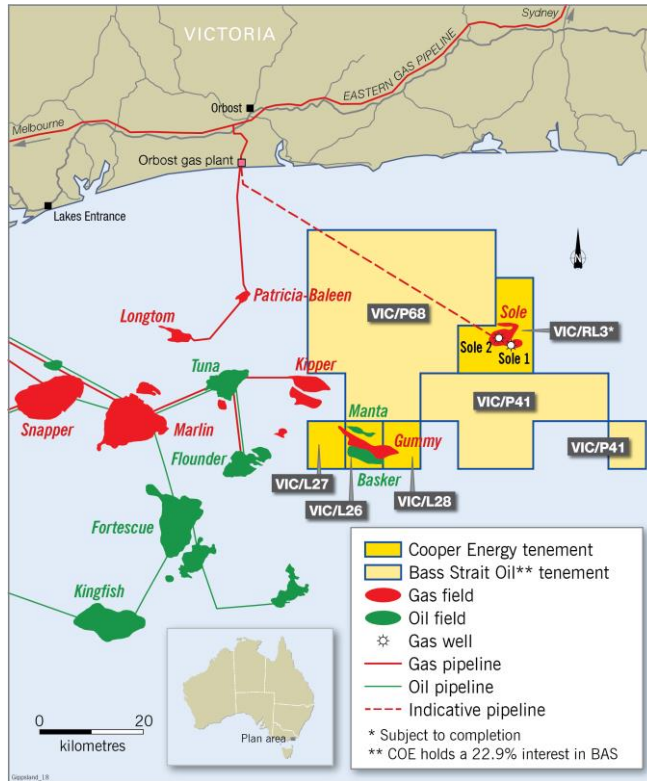 Sydney
VICTORIA
EASTERN GAS PIPELINE
Orbost
Melbourne
Orbost gas plant
Lakes Entrance
N
Patricia-Baleen
Longtom
VIC/P68
Sole
VIC/RL3*
Sole 2
Sole 1
Tuna
Kipper
VIC/P41
Snapper
Marlin
Manta
Gummy
VIC/P41
Flounder
Basker
VIC/L27
VIC/L26
VIC/L28
Fortescue
Kingfish
Cooper Energy tenement
Bass Strait Oil** tenement
Gas field
Oil field
Gas well
Gas pipeline
Oil pipeline
Indicative pipeline
* Subject to completion
** COE holds a 22.9% interest in BAS
0 20
kilometres
Plan area
Gippsland_18